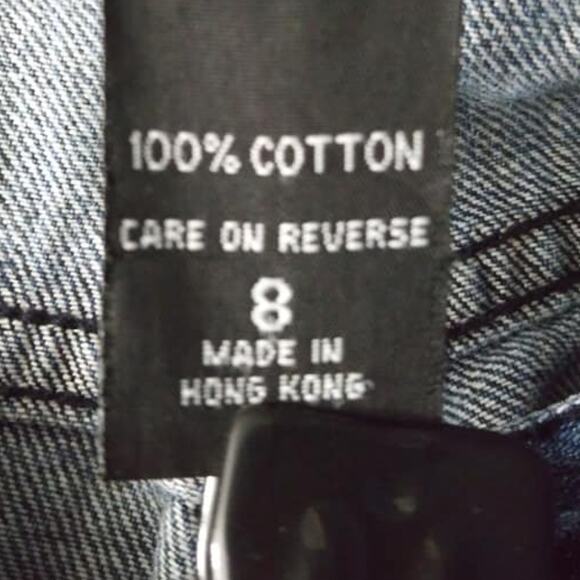 100% COTTON
CARE ON REVERSE
8
MADE IN
HONG KONG